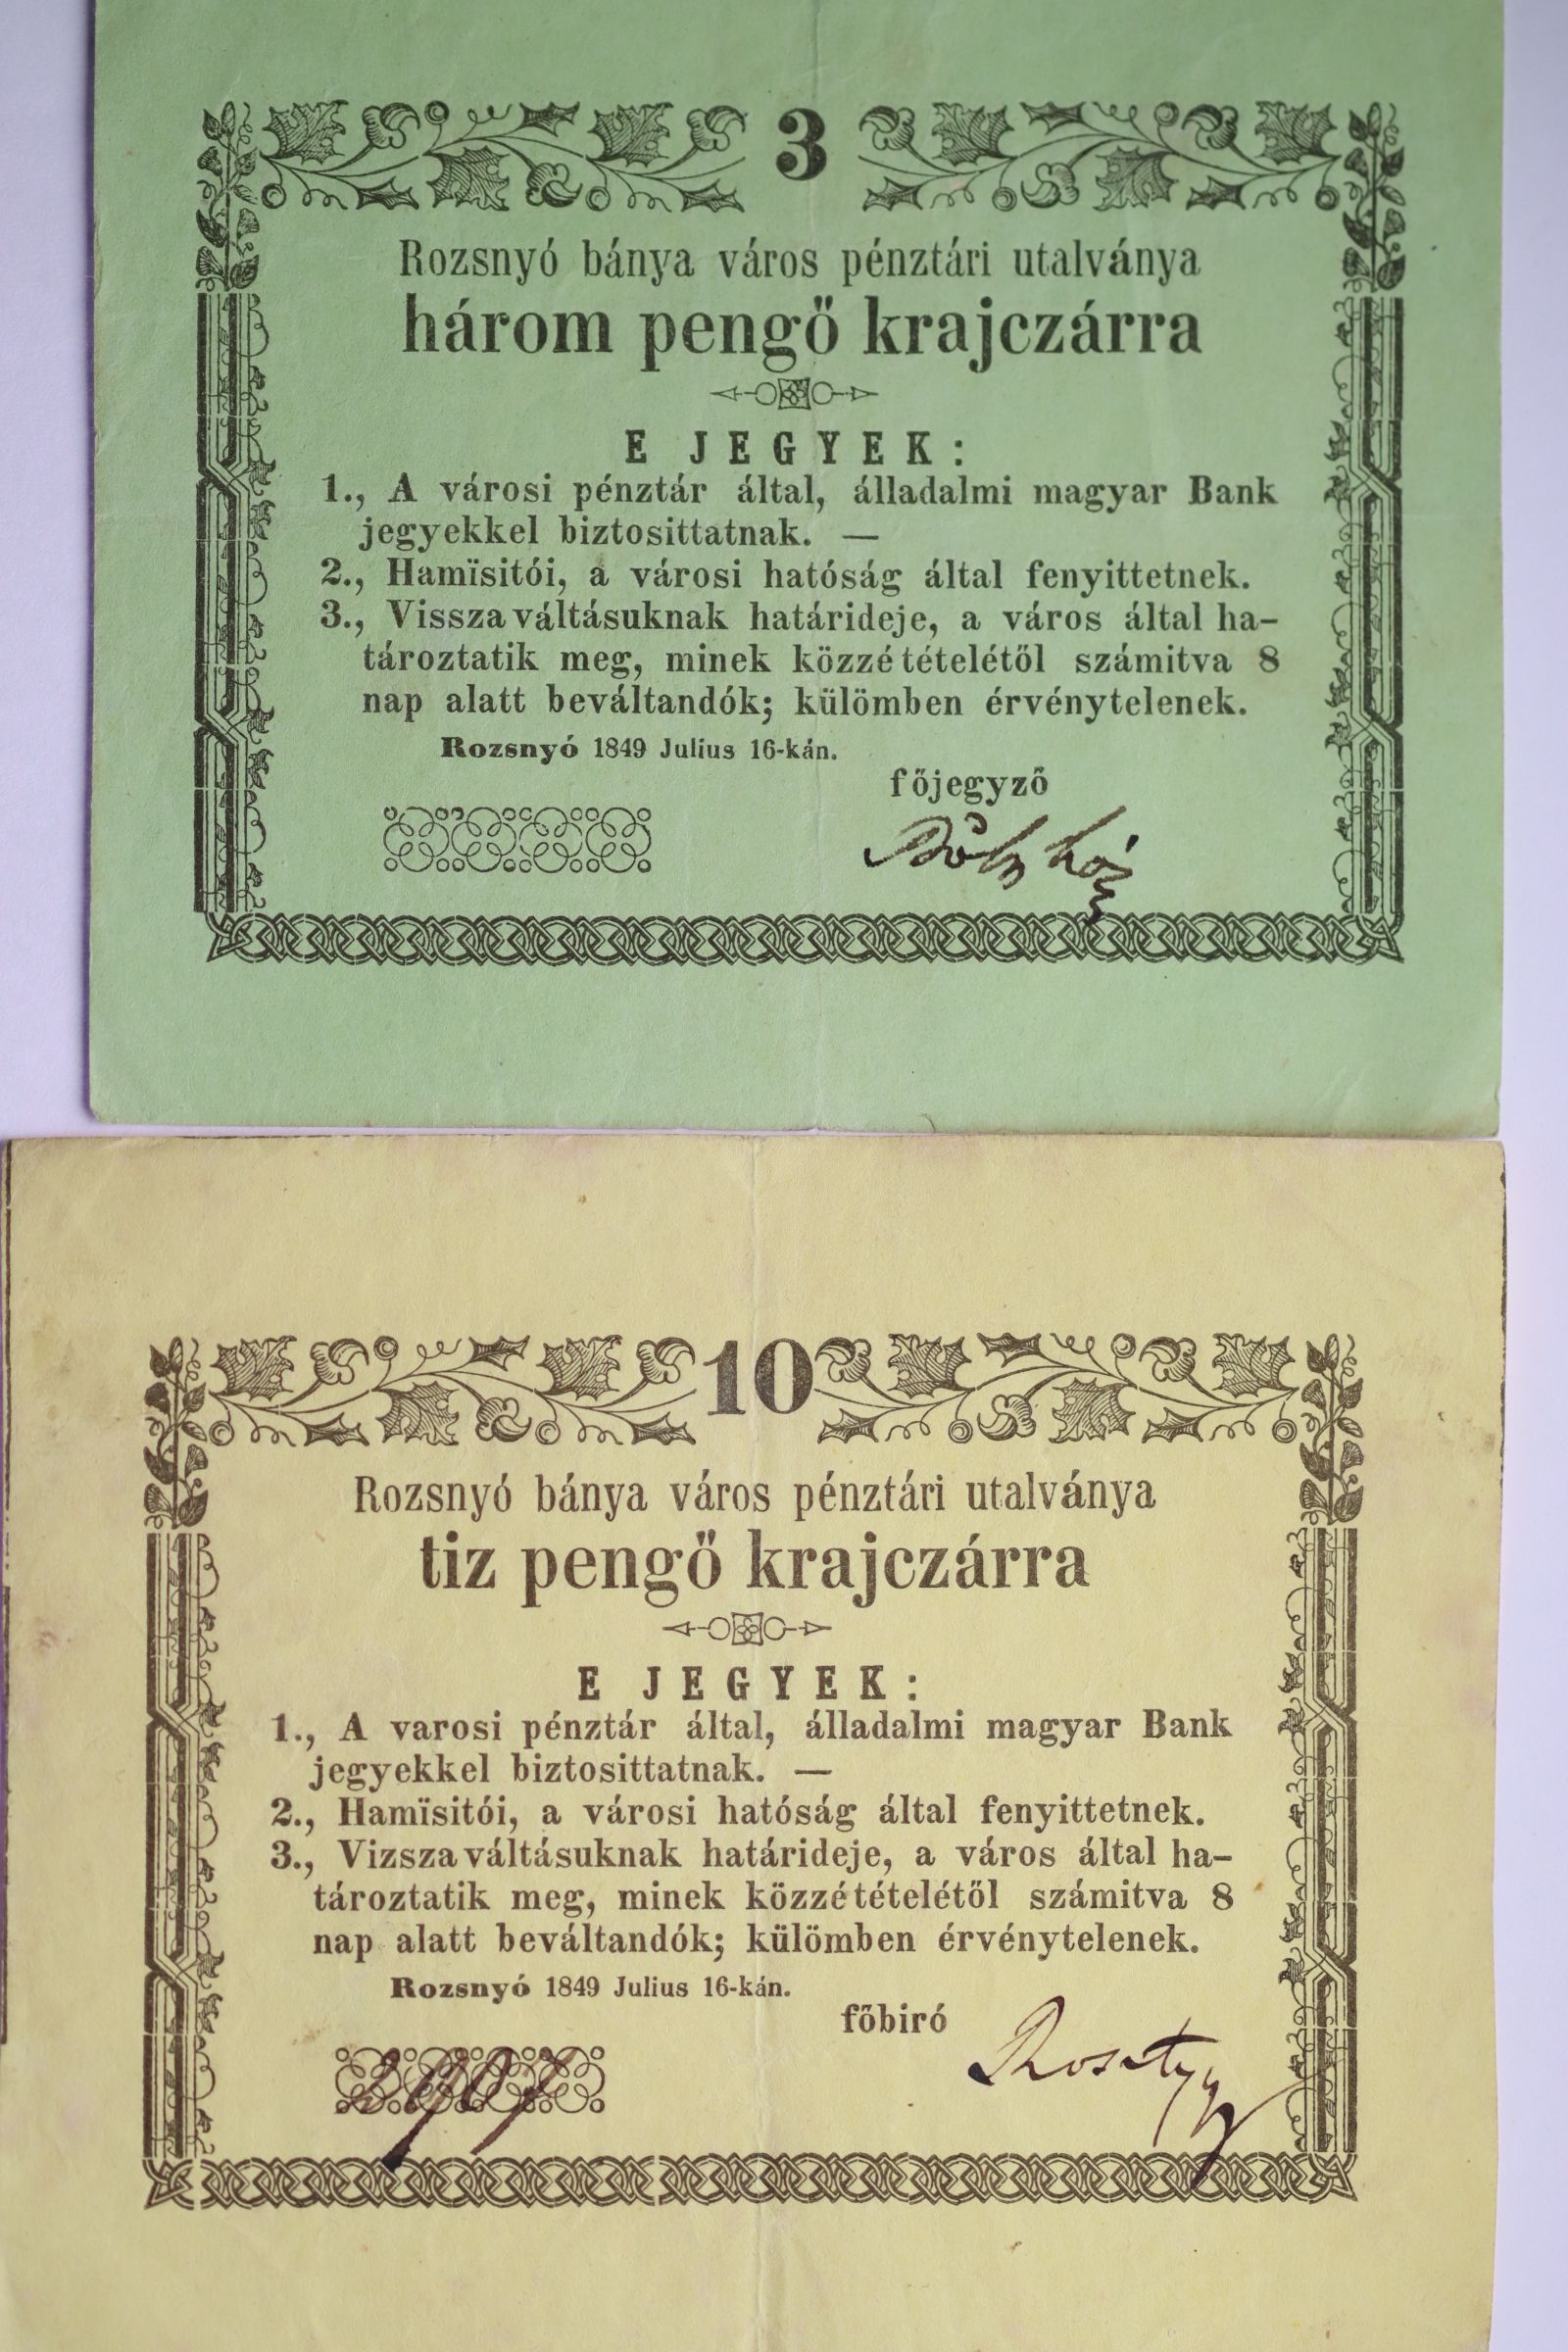 3
Rozsnyó bánya város pénztári utalványa
három pengő krajczárra
E JEGYEK:
1., A városi pénztár által, álladalmi magyar Bank
jegyekkel biztosittatnak. —
2., Hamïsitói, a városi hatóság által fenyittetnek.
3., Vissza váltásuknak határideje, a város által ha-
tároztatik meg, minek közzé tételétől számitva 8
nap alatt beváltandók; külömben érvénytelenek.
Rozsnyó 1849 Julius 16-kán.
főjegyző
10
Rozsnyó bánya város pénztári utalványa
tiz pengő krajczárra
E JEGYEK:
1., A varosi pénztár által, álladalmi magyar Bank
jegyekkel biztosittatnak. —
2., Hamïsitói, a városi hatóság által fenyittetnek.
3., Vizsza váltásuknak határideje, a város által ha-
tároztatik meg, minek közzé tételétől számitva 8
nap alatt beváltandók; külömben érvénytelenek.
Rozsnyó 1849 Julius 16-kán.
főbiró